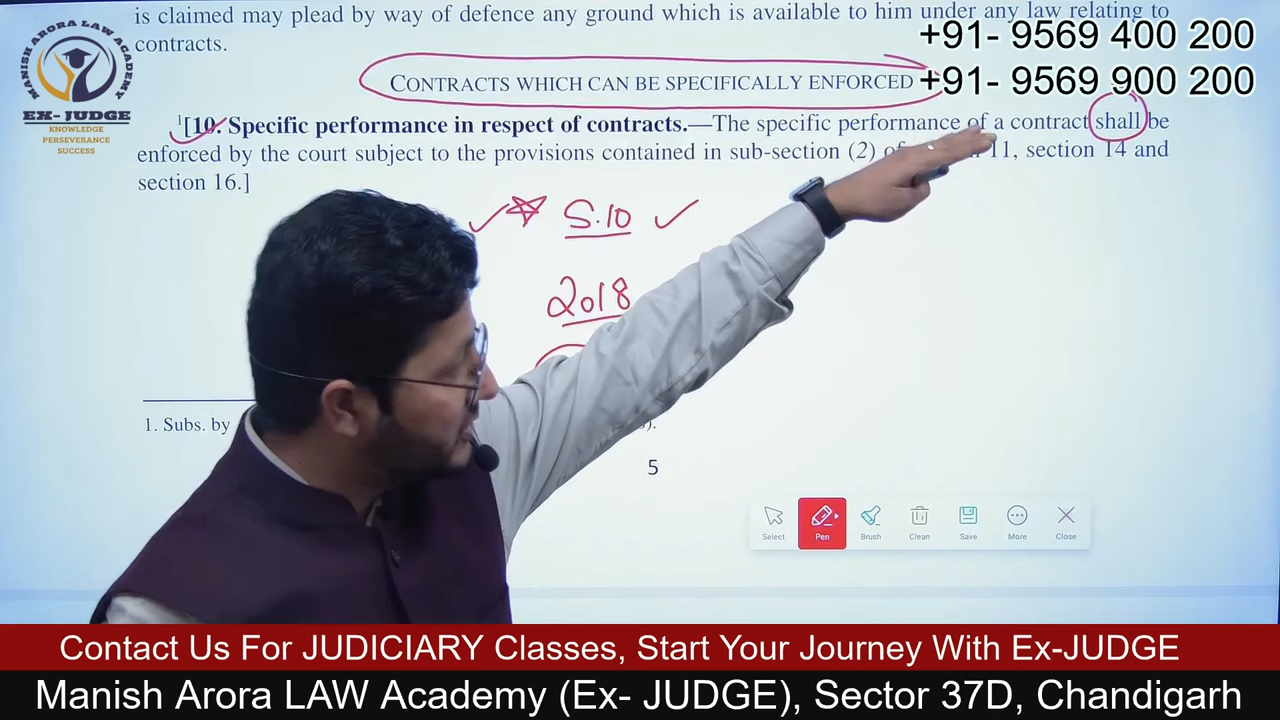 is claimed may plead by way of defence any ground which is available to him under any law relating to
contracts.
+91- 9569 400 200
+91- 9569 900 200
MANISH ARORA LAW ACADEMY
EX- JUDGE
KNOWLEDGE
PERSEVERANCE
SUCCESS
CONTRACTS WHICH CAN BE SPECIFICALLY ENFORCED
1[10. Specific performance in respect of contracts.—The specific performance of a contract shall be
enforced by the court subject to the provisions contained in sub-section (2) of 11, section 14 and
section 16.]
S.10
2018
1. Subs. by
5
Select
Pen
Brush
Clean
Save
More
Close
Contact Us For JUDICIARY Classes, Start Your Journey With Ex-JUDGE
Manish Arora LAW Academy (Ex- JUDGE), Sector 37D, Chandigarh